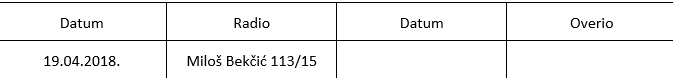 Datum Radio Datum Overio
19.04.2018. Miloš Bekčić 113/15